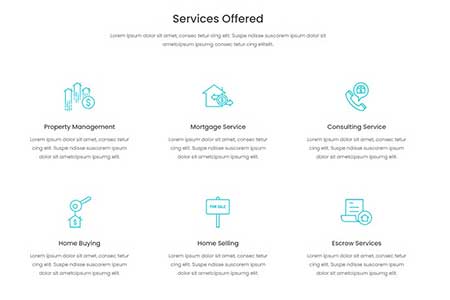 Services Offered
Lorem ipsum dolor sit amet, consec tetur cing elit. Suspe ndisse suscorem ipsum dolor sit
ametcipsum ipsumg consec tetur cing elitelit.
Property Management
Mortgage Service
Consulting Service
Lorem ipsum dolor sit amet, consec tetur
cing elit. Suspe ndisse suscorem ipsum dolor
sit ametcipsum ipsumg elit.
Lorem ipsum dolor sit amet, consec tetur
cing elit. Suspe ndisse suscorem ipsum dolor
sit ametcipsum ipsumg elit.
Lorem ipsum dolor sit amet, consec tetur
cing elit. Suspe ndisse suscorem ipsum dolor
sit ametcipsum ipsumg elit.
FOR SALE
Home Buying
Home Selling
Escrow Services
Lorem ipsum dolor sit amet, consec tetur
cing elit. Suspe ndisse suscorem ipsum dolor
sit ametcipsum ipsumg elit.
Lorem ipsum dolor sit amet, consec tetur
cing elit. Suspe ndisse suscorem ipsum dolor
sit ametcipsum ipsumg elit.
Lorem ipsum dolor sit amet, consec tetur
cing elit. Suspe ndisse suscorem ipsum dolor
sit ametcipsum ipsumg elit.